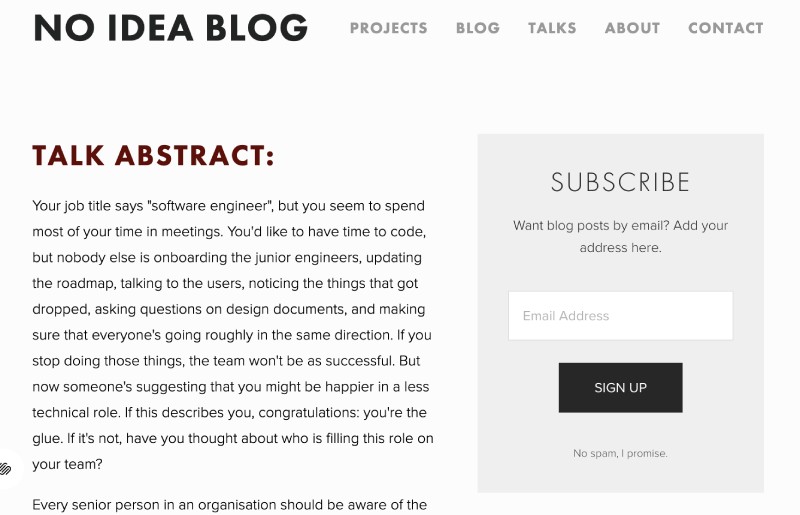 NO IDEA BLOG
PROJECTS BLOG TALKS ABOUT CONTACT
TALK ABSTRACT:
Your job title says "software engineer", but you seem to spend
most of your time in meetings. You'd like to have time to code,
but nobody else is onboarding the junior engineers, updating
the roadmap, talking to the users, noticing the things that got
dropped, asking questions on design documents, and making
sure that everyone's going roughly in the same direction. If you
stop doing those things, the team won't be as successful. But
now someone's suggesting that you might be happier in a less
technical role. If this describes you, congratulations: you're the
glue. If it's not, have you thought about who is filling this role on
your team?
Every senior person in an organisation should be aware of the
SUBSCRIBE
Want blog posts by email? Add your
address here.
Email Address
SIGN UP
No spam, I promise.